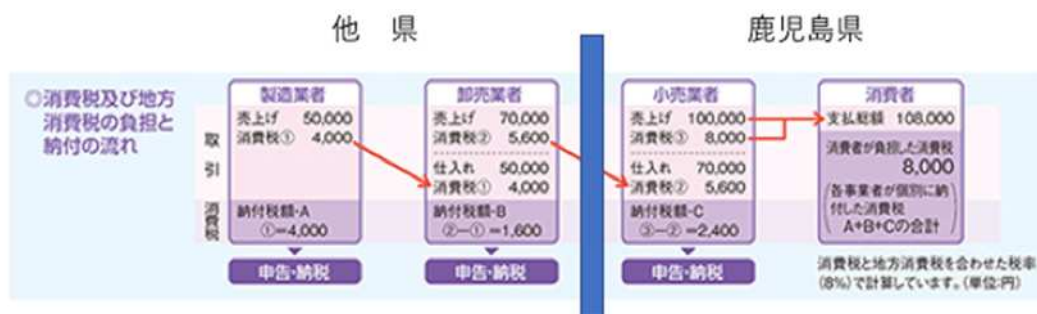 他 県
鹿児島県
◎消費税及び地方
消費税の負担と
納付の流れ
取引
消費税
製造業者
売上げ 50,000
消費税① 4,000
納付税額-A
①=4,000
申告・納税
卸売業者
売上げ 70,000
消費税② 5,600
仕入れ 50,000
消費税① 4,000
納付税額-B
②-①=1,600
申告・納税
小売業者
売上げ 100,000
消費税③ 8,000
仕入れ 70,000
消費税② 5,600
納付税額-C
③-②=2,400
申告・納税
消費者
支払総額 108,000
消費者が負担した消費税
8,000
各事業者が個別に納
付した消費税
A+B+Cの合計
消費税と地方消費税を合わせた税率
(8%)で計算しています。(単位:円)